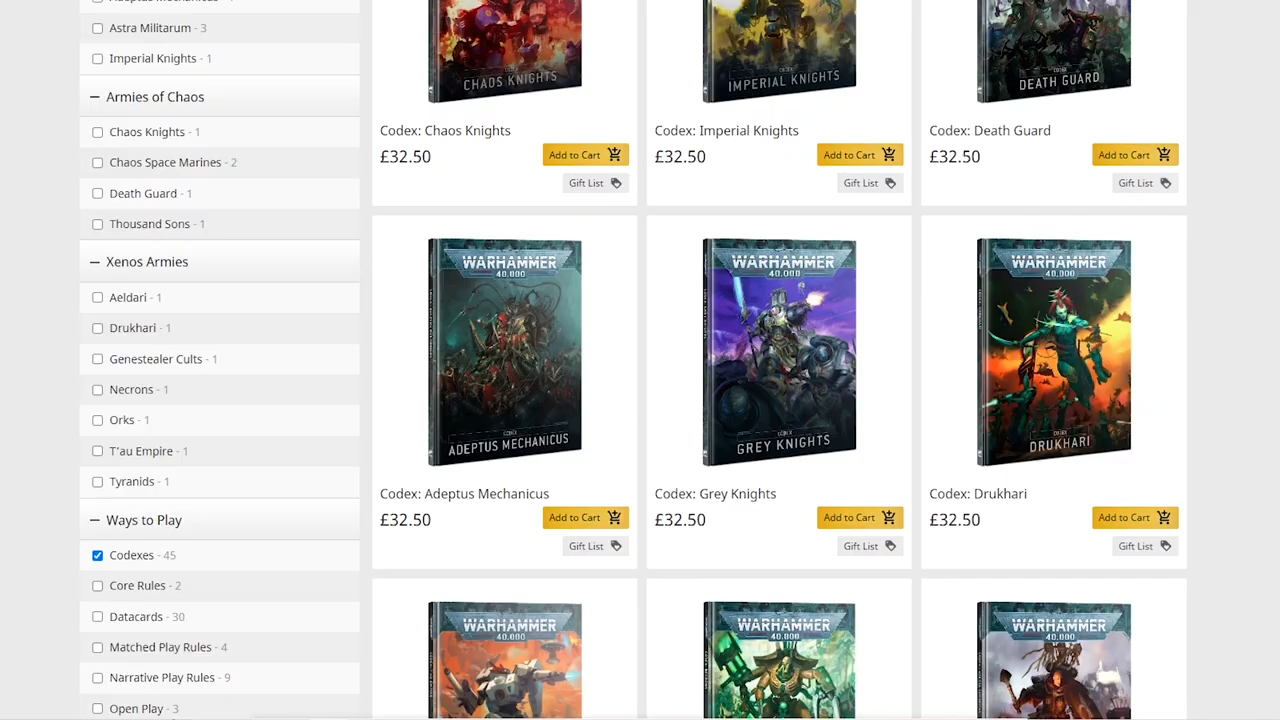 Astra Militarum - 3
Imperial Knights - 1
Armies of Chaos
Chaos Knights - 1
Chaos Space Marines - 2
Death Guard - 1
Thousand Sons - 1
Xenos Armies
Aeldari - 1
Drukhari - 1
Genestealer Cults - 1
Necrons - 1
Orks - 1
T'au Empire - 1
Tyranids - 1
Ways to Play
Codexes - 45
Core Rules - 2
Datacards - 30
Matched Play Rules - 4
Narrative Play Rules - 9
Open Play - 3
CODEX
CHAOS KNIGHTS
Codex: Chaos Knights
£32.50
Add to Cart
Gift List
CODEX
IMPERIAL KNIGHTS
Codex: Imperial Knights
£32.50
Add to Cart
Gift List
CODEX
DEATH GUARD
Codex: Death Guard
£32.50
Add to Cart
Gift List
WARHAMMER
40,000
CODEX
ADEPTUS MECHANICUS
Codex: Adeptus Mechanicus
£32.50
Add to Cart
Gift List
WARHAMMER
40,000
CODEX
GREY KNIGHTS
Codex: Grey Knights
£32.50
Add to Cart
Gift List
WARHAMMER
40,000
CODEX
DRUKHARI
Codex: Drukhari
£32.50
Add to Cart
Gift List
WARHAMMER
40,000
WARHAMMER
40,000
WARHAMMER
40,000